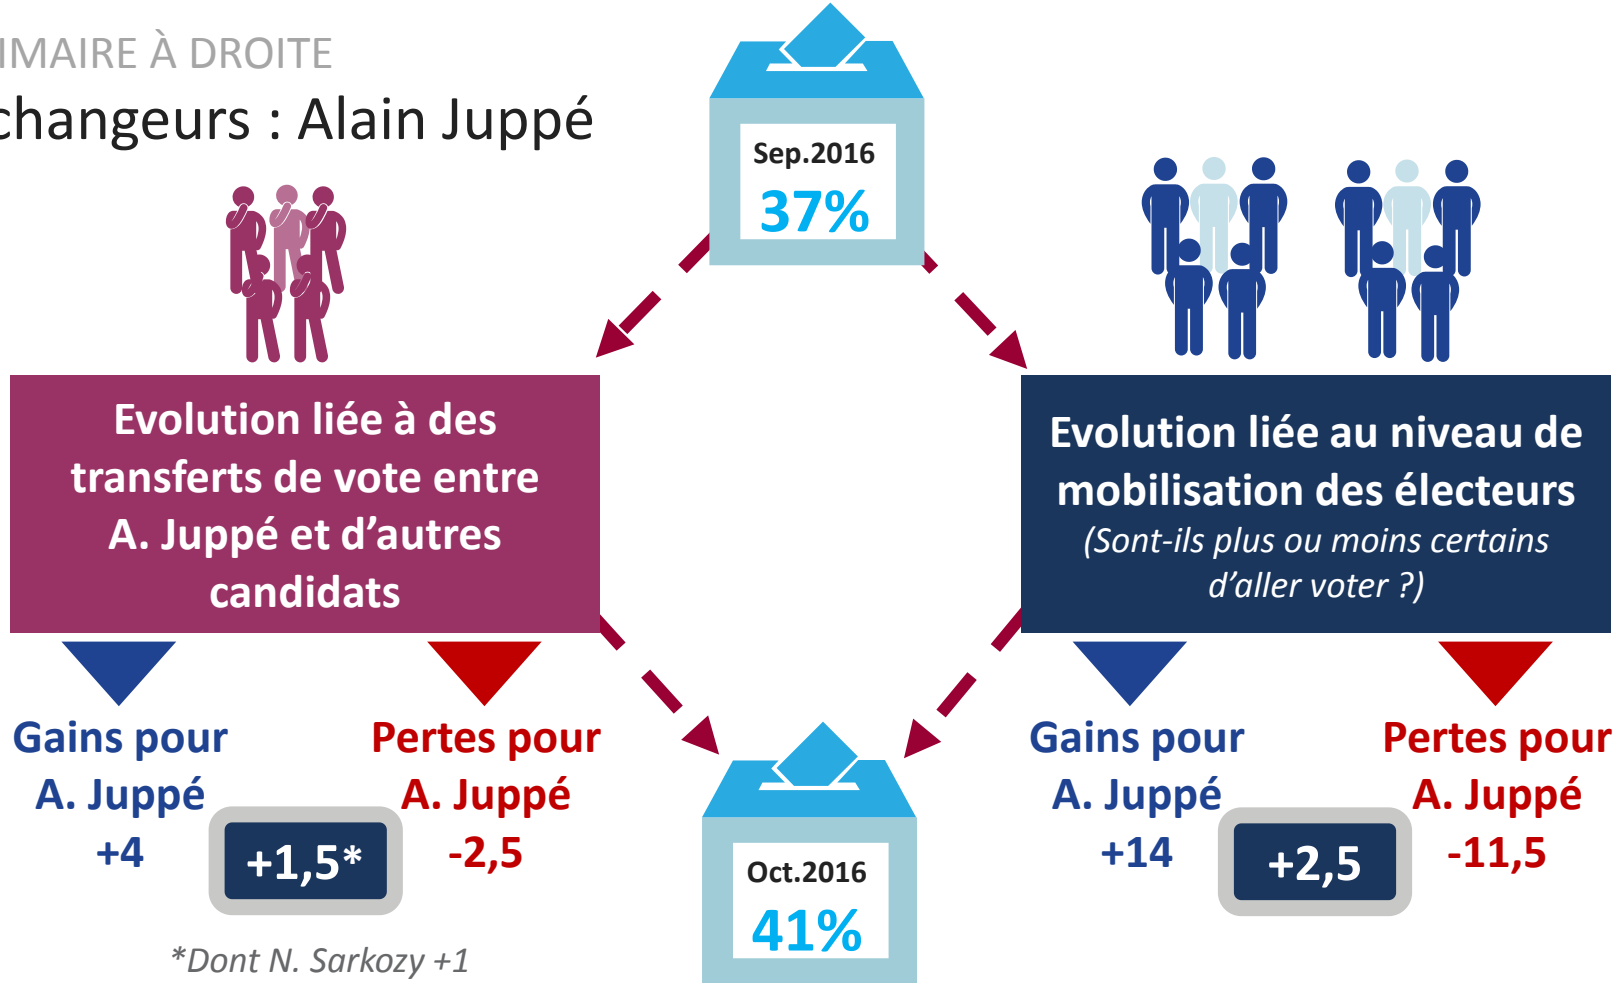 IMAIRE À DROITE
changeurs : Alain Juppé
Sep.2016
37%
Evolution liée à des
transferts de vote entre
A. Juppé et d’autres
candidats
Evolution liée au niveau de
mobilisation des électeurs
(Sont-ils plus ou moins certains
d’aller voter ?)
Gains pour
A. Juppé
+4
Pertes pour
A. Juppé
-2,5
+1,5*
*Dont N. Sarkozy +1
Oct.2016
41%
Gains pour
A. Juppé
+14
Pertes pour
A. Juppé
-11,5
+2,5